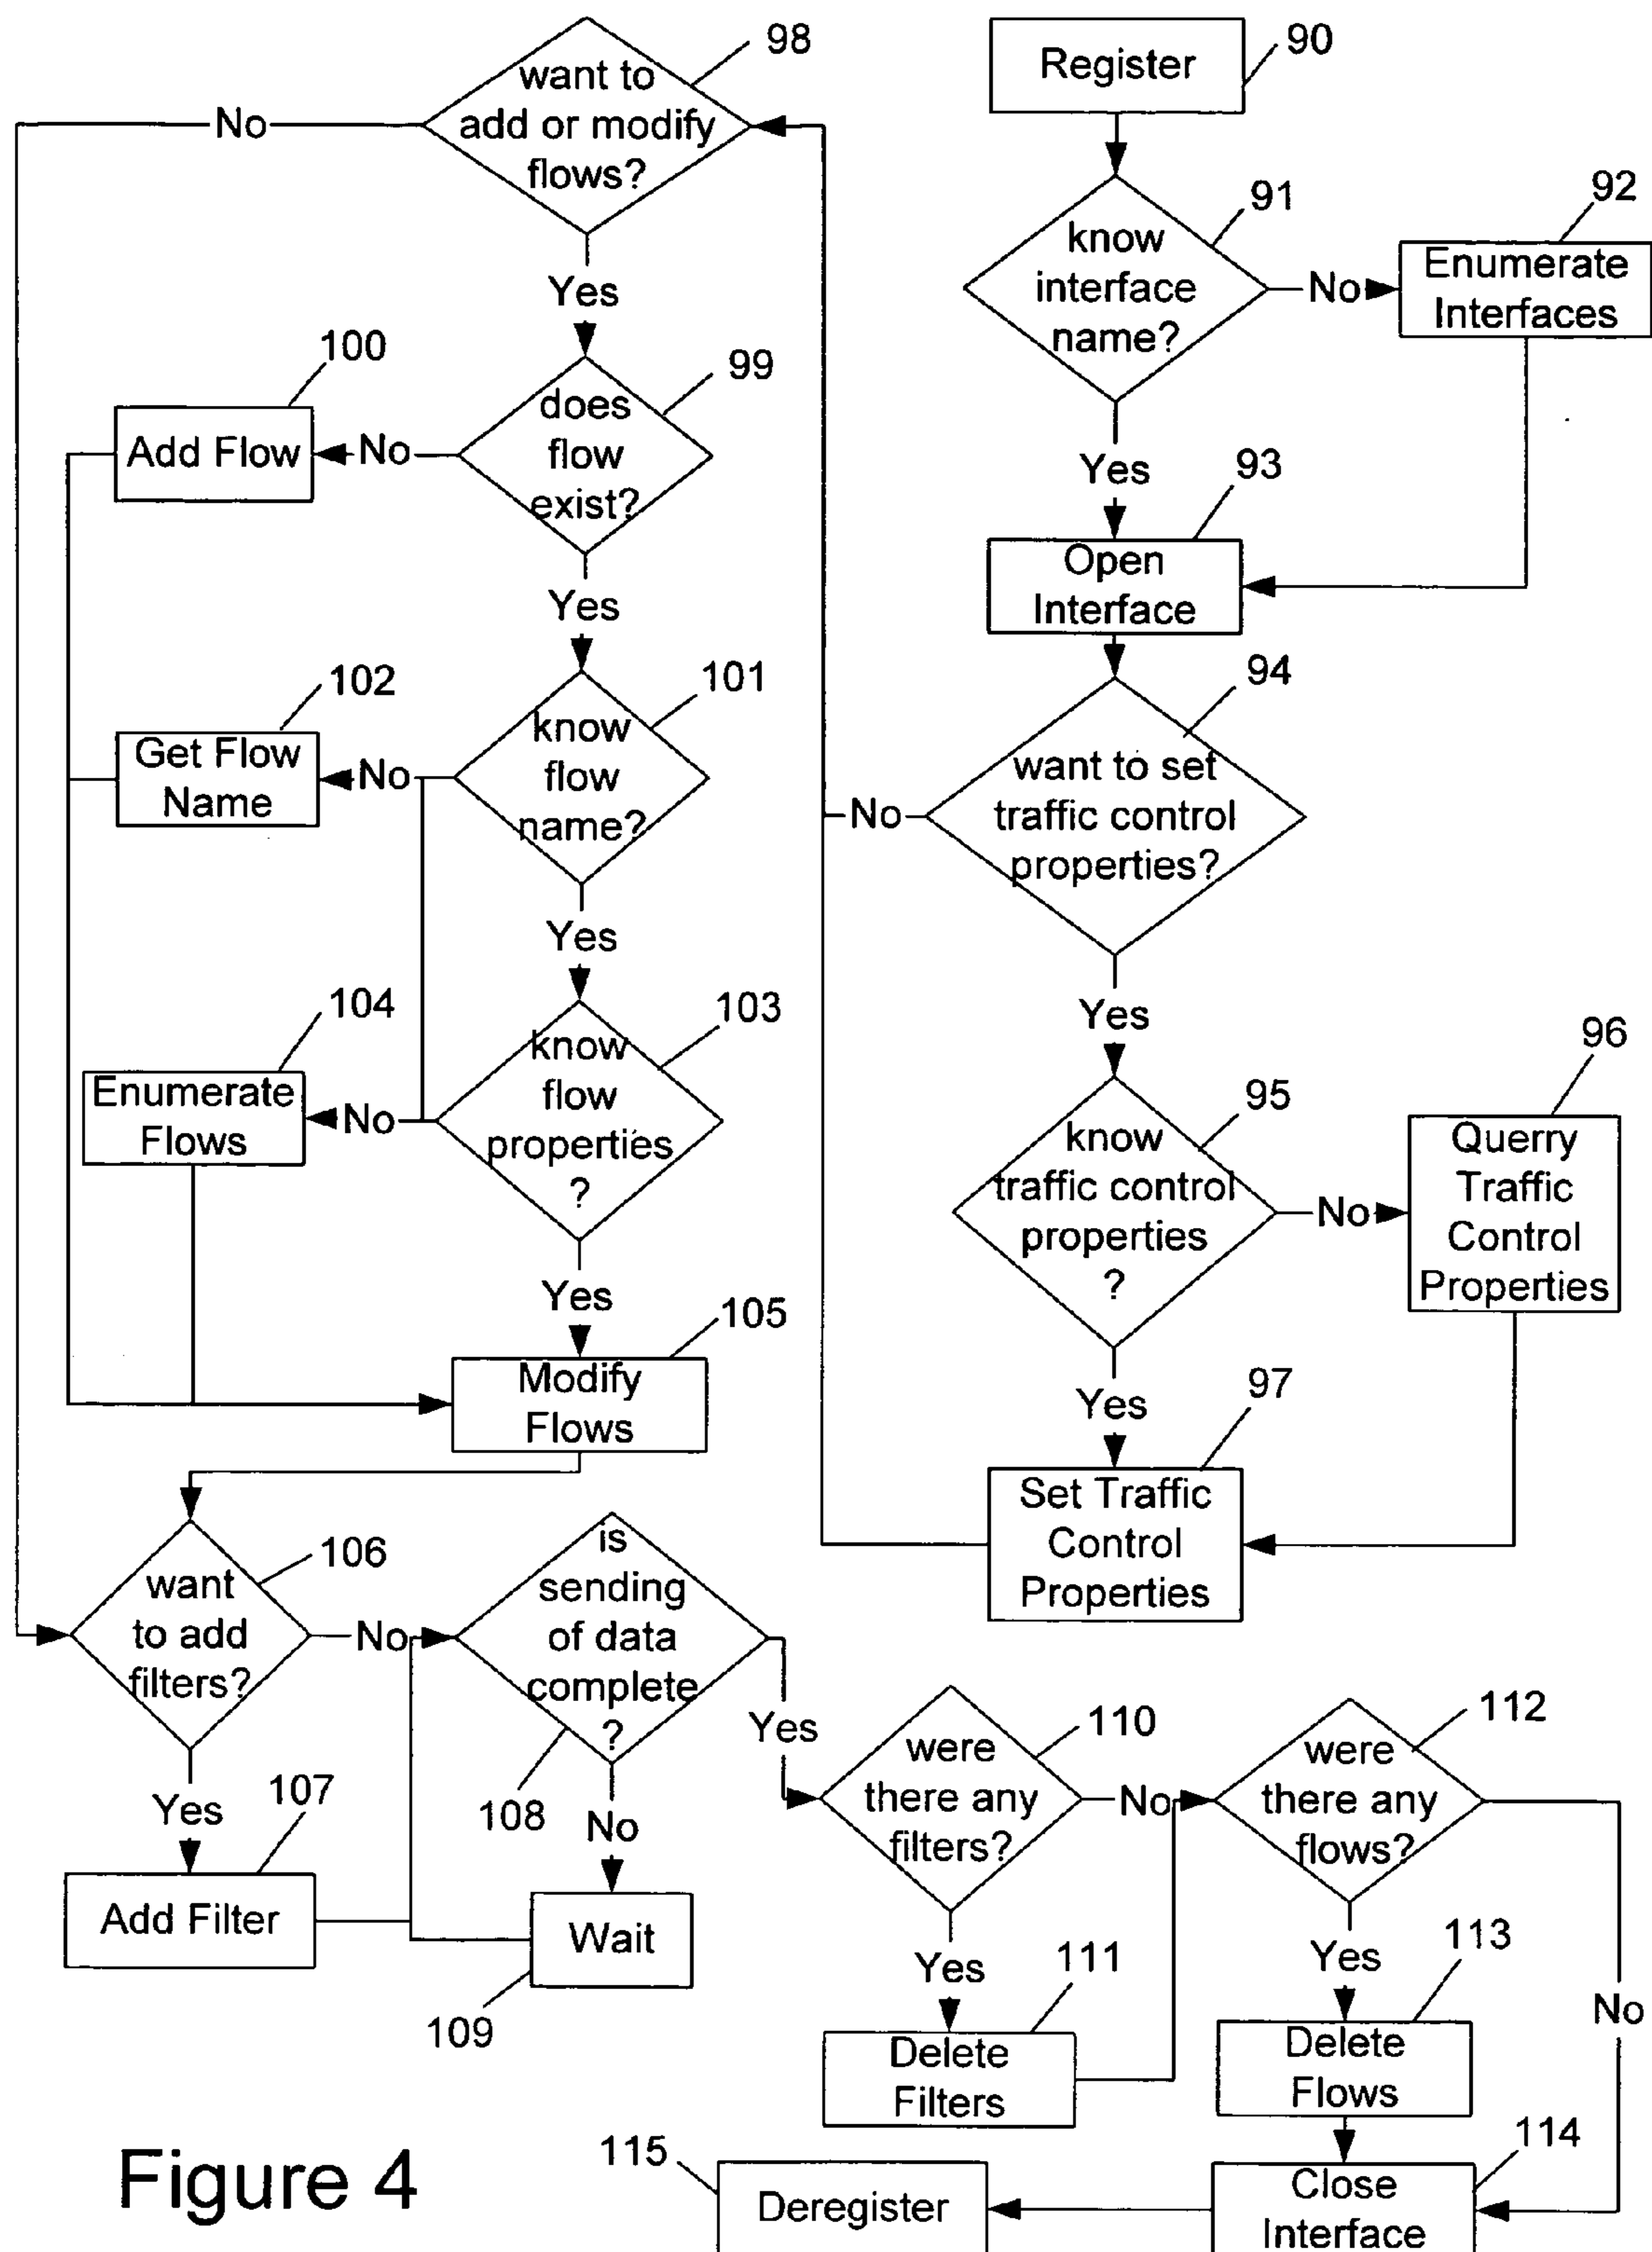 Register
90
know
interface
name?
91
No
Enumerate
Interfaces
92
Yes
Open
Interface
93
want to set
traffic control
properties?
94
No
Yes
know
traffic control
properties
?
95
No
Querry
Traffic
Control
Properties
96
Yes
Set Traffic
Control
Properties
97
want to
add or modify
flows?
98
No
Yes
does
flow
exist?
99
No
Add Flow
100
Yes
know
flow
name?
101
No
Get Flow
Name
102
Yes
know
flow
properties
?
103
No
Enumerate
Flows
104
Yes
Modify
Flows
105
want
to add
filters?
106
No
Yes
Add Filter
107
is
sending
of data
complete
?
108
No
Wait
109
Yes
were
there any
filters?
110
No
Yes
Delete
Filters
111
were
there any
flows?
112
Yes
No
Delete
Flows
113
Close
Interface
114
Deregister
115
Figure 4